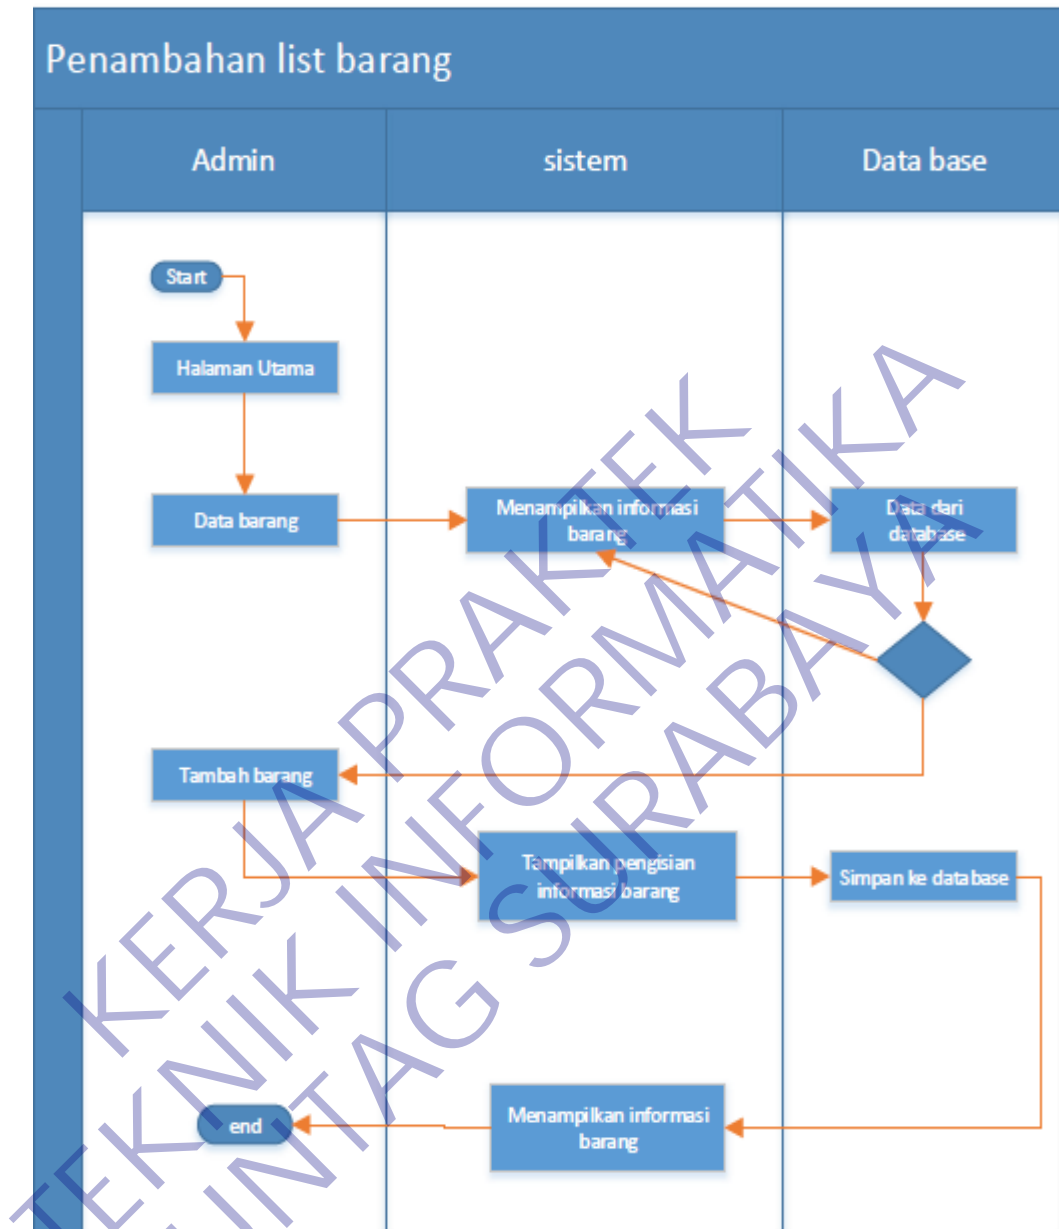 Penambahan list barang
Admin
sistem
Data base
Start
Halaman Utama
Data barang
Menampilkan informasi
barang
Data dari
database
Tambah barang
Tampilkan pengisian
informasi barang
Simpan ke database
Menampilkan informasi
barang
end
KERJA PRAKTEK
TEKNIK INFORMATIKA
UNTAG SURABAYA